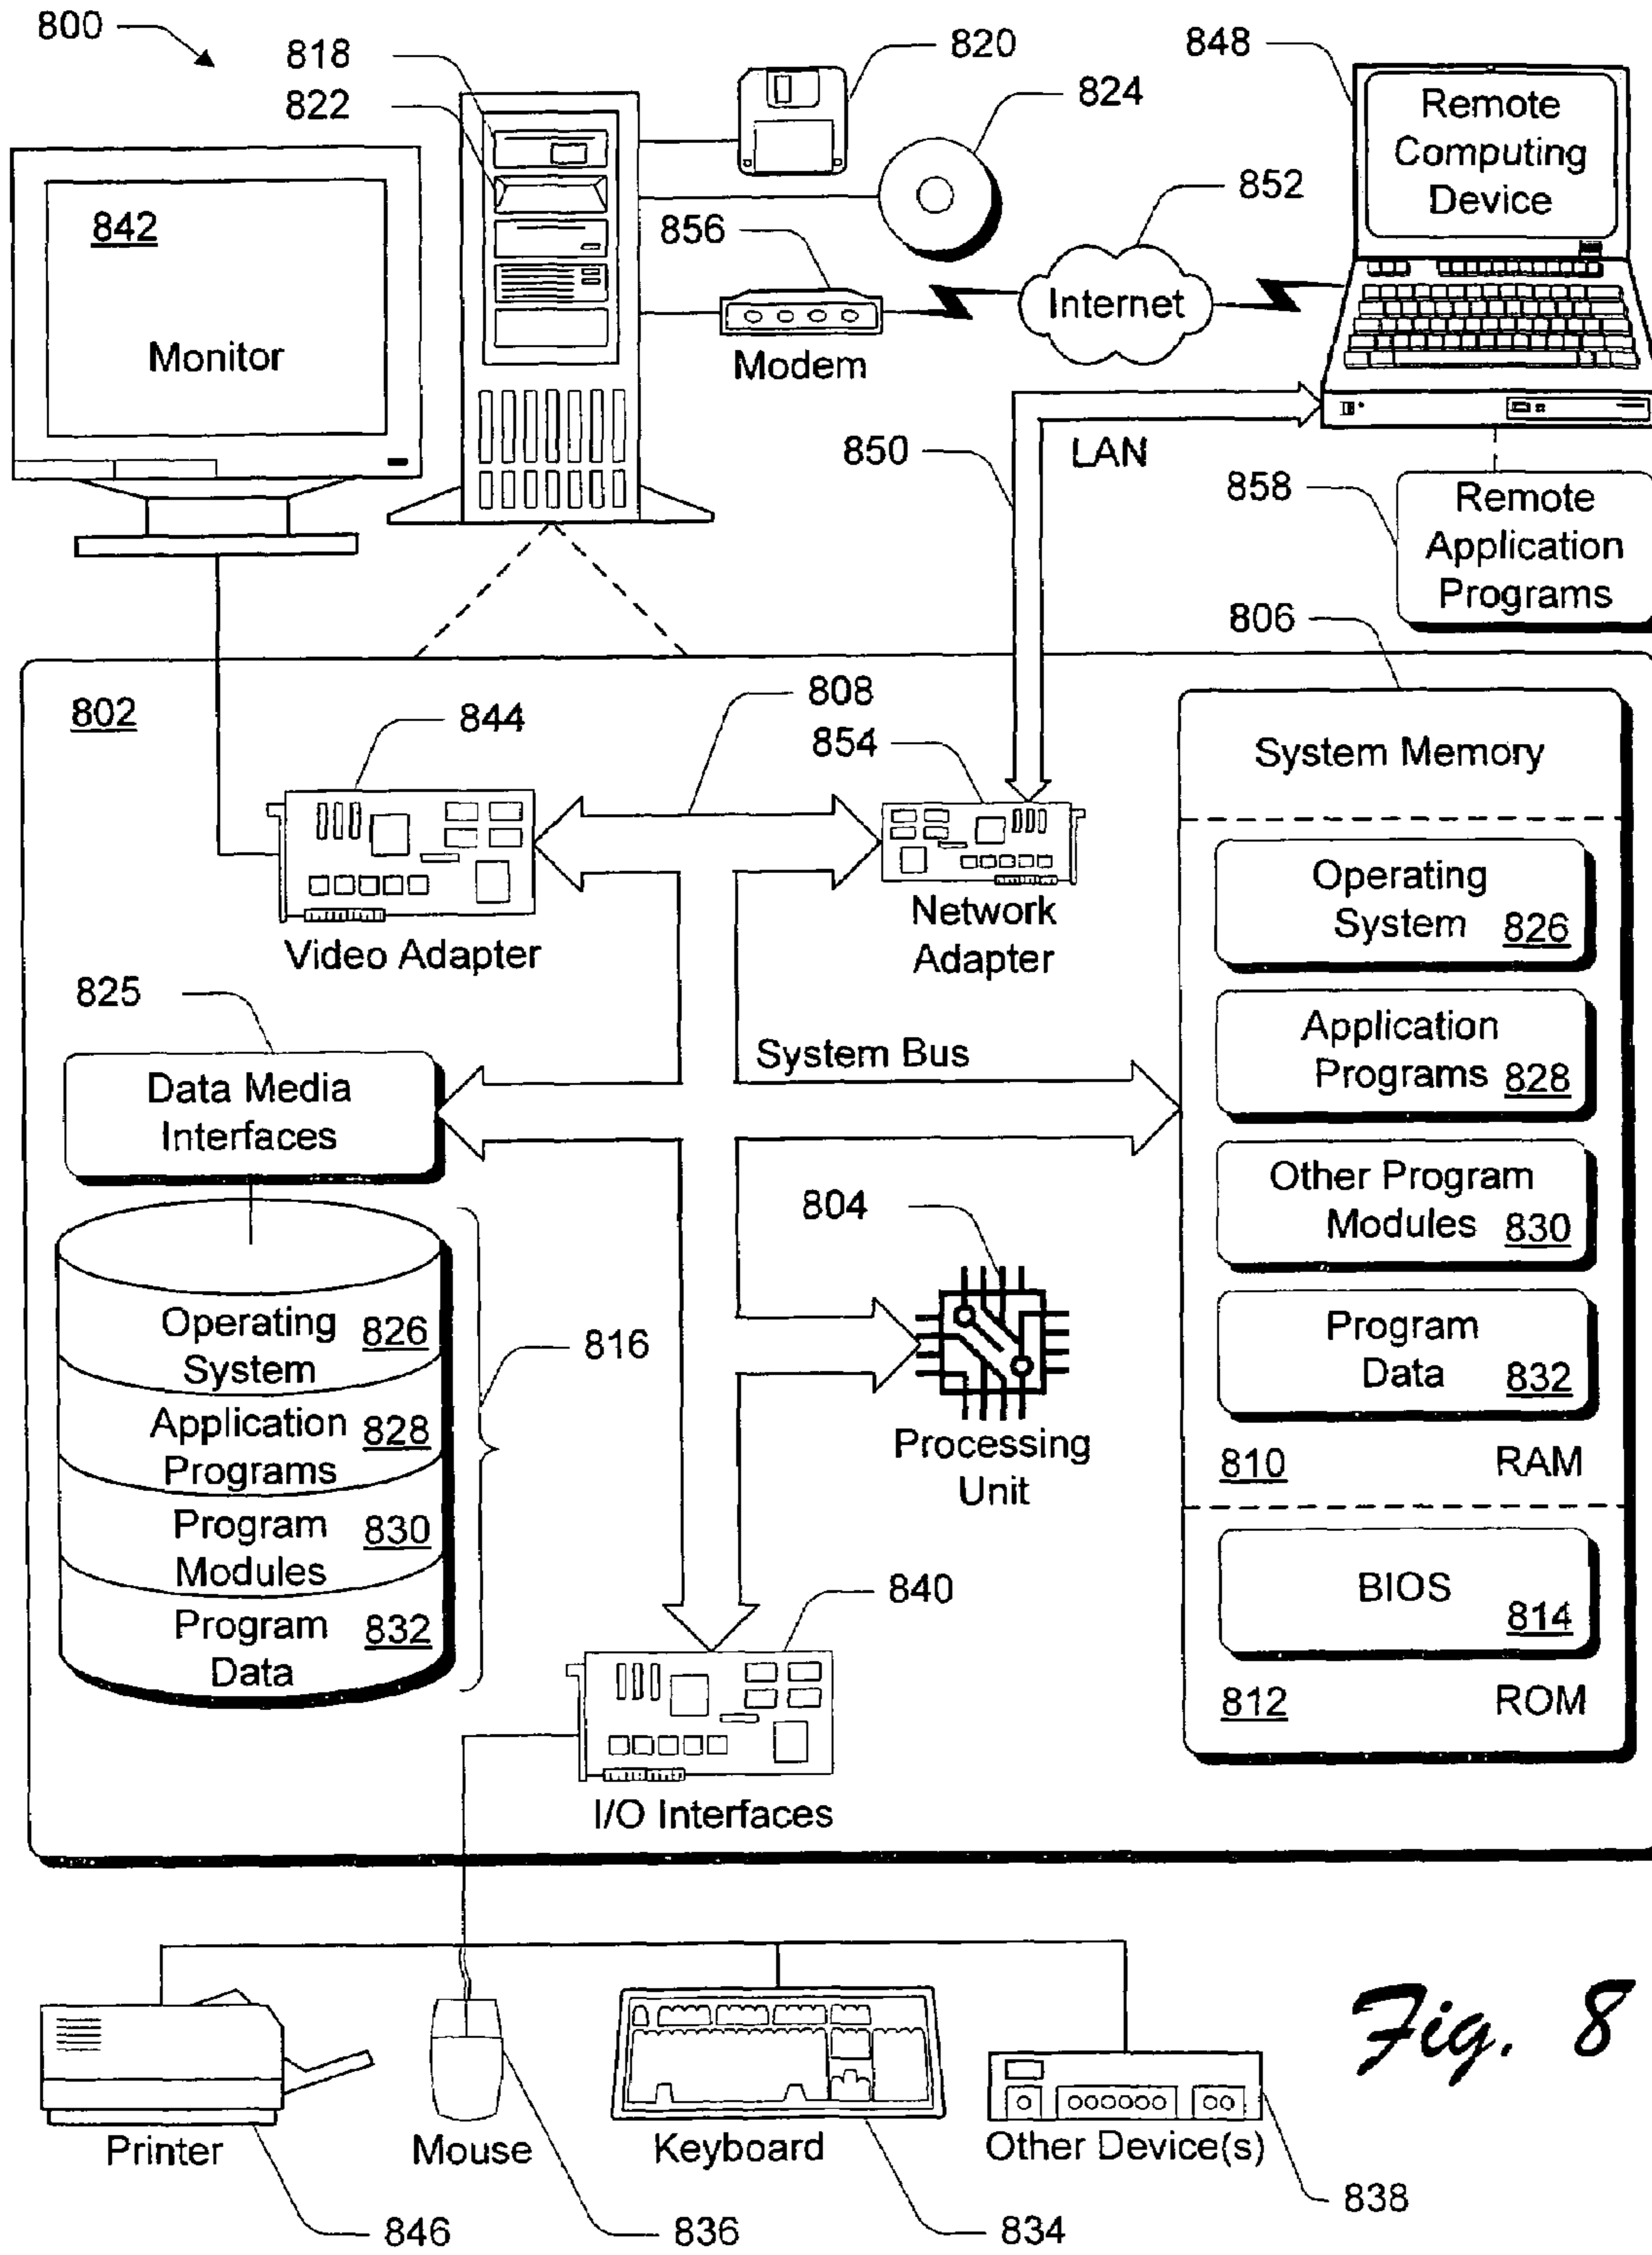 800
818
822
820
824
848
Remote
Computing
Device
842
Monitor
856
Modem
852
Internet
850
LAN
858
Remote
Application
Programs
806
802
844
808
854
Video Adapter
Network
Adapter
System Memory
Operating
System 826
Application
Programs 828
Other Program
Modules 830
Program
Data 832
810 RAM
BIOS
814
812 ROM
825
Data Media
Interfaces
System Bus
804
Processing
Unit
Operating
System 826
Application
Programs 828
Program
Modules 830
Program
Data 832
816
840
I/O Interfaces
Printer
Mouse
Keyboard
Other Device(s)
846
836
834
838
Fig. 8